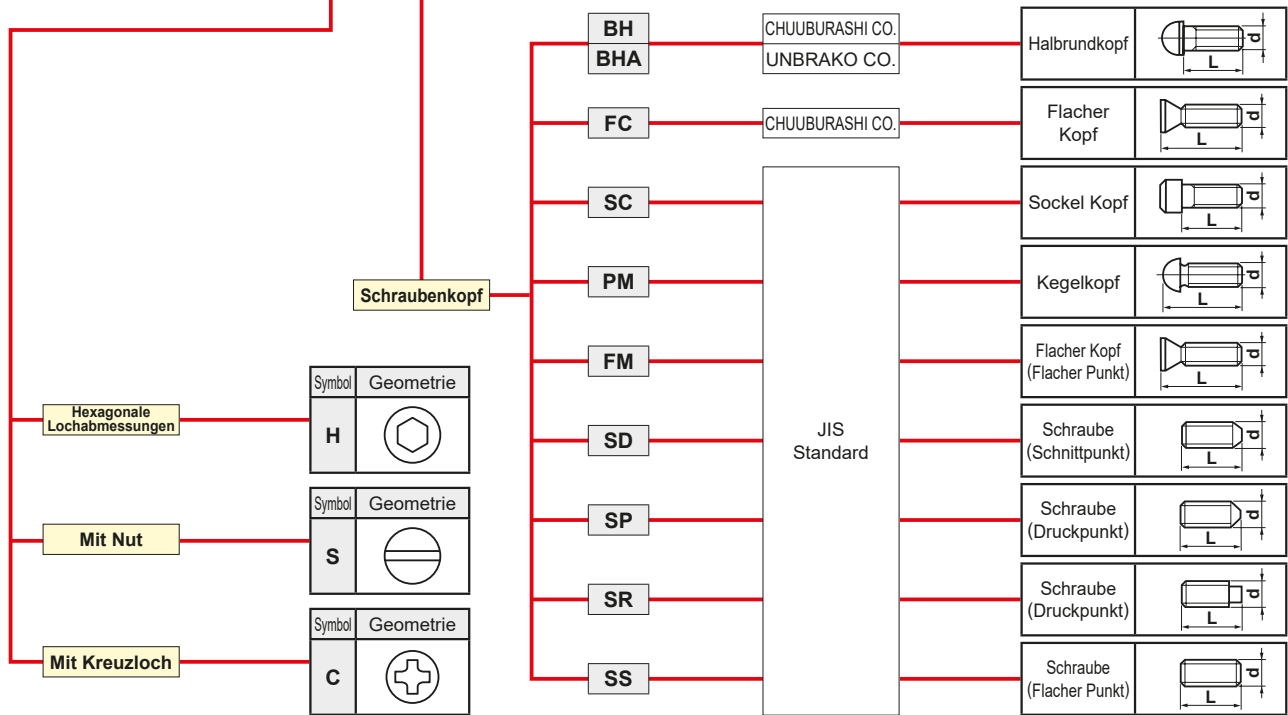 BH
BHA
CHUUBURASHI CO.
UNBRAKO CO.
Halbrundkopf
L
d
FC
CHUUBURASHI CO.
Flacher
Kopf
L
d
SC
Sockel Kopf
L
d
PM
Kegelkopf
L
d
FM
Flacher Kopf
(Flacher Punkt)
L
d
SD
Schraube
(Schnittpunkt)
L
d
SP
Schraube
(Druckpunkt)
L
d
SR
Schraube
(Druckpunkt)
L
d
SS
Schraube
(Flacher Punkt)
L
d
JIS
Standard
Schraubenkopf
Hexagonale
Lochabmessungen
Symbol Geometrie
H
Mit Nut
Symbol Geometrie
S
Mit Kreuzloch
Symbol Geometrie
C